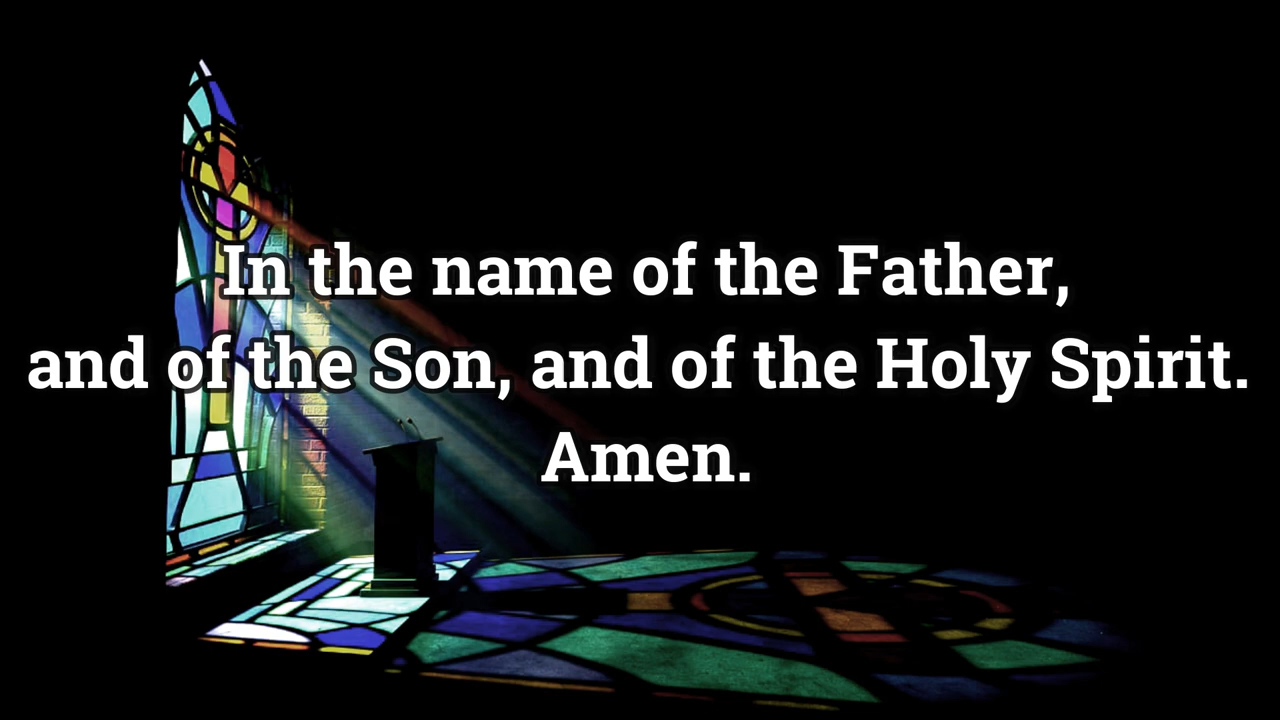 In the name of the Father,
and of the Son, and of the Holy Spirit.
Amen.